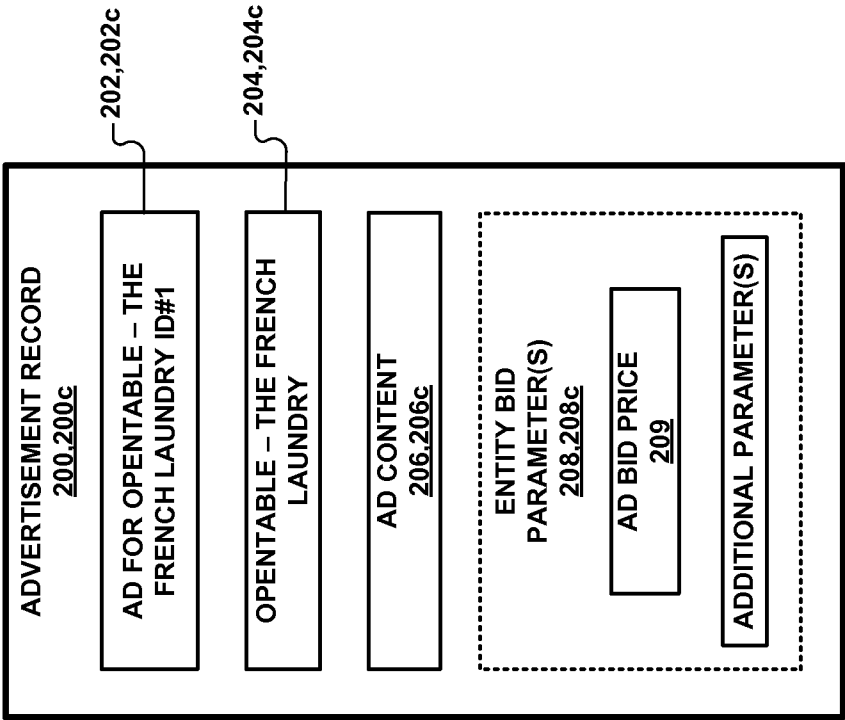 ADVERTISEMENT RECORD
200,200c
AD FOR OPENTABLE – THE
FRENCH LAUNDRY ID#1
202,202c
OPENTABLE – THE FRENCH
LAUNDRY
204,204c
AD CONTENT
206,206c
ENTITY BID
PARAMETER(S)
208,208c
AD BID PRICE
209
ADDITIONAL PARAMETER(S)